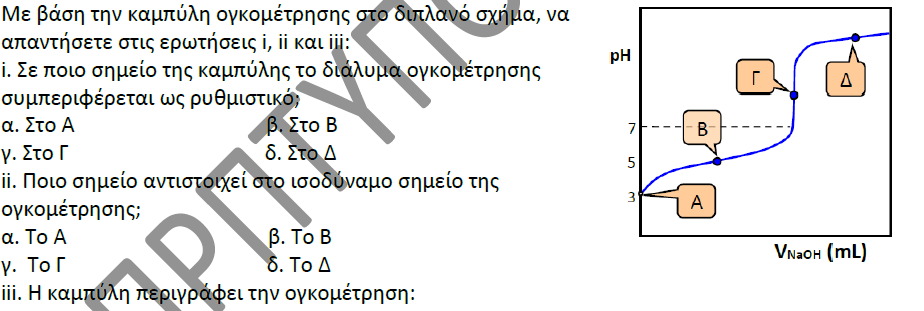 Με βάση την καμπύλη ογκομέτρησης στο διπλανό σχήμα, να
απαντήσετε στις ερωτήσεις i, ii και iii:
i. Σε ποιο σημείο της καμπύλης το διάλυμα ογκομέτρησης
συμπεριφέρεται ως ρυθμιστικό;
α. Στο Α β. Στο Β
γ. Στο Γ δ. Στο Δ
ii. Ποιο σημείο αντιστοιχεί στο ισοδύναμο σημείο της
ογκομέτρησης;
α. Το Α β. Το Β
γ. Το Γ δ. Το Δ
iii. Η καμπύλη περιγράφει την ογκομέτρηση:
pH
Γ
Δ
7
Β
5
3
Α
VNaOH (mL)